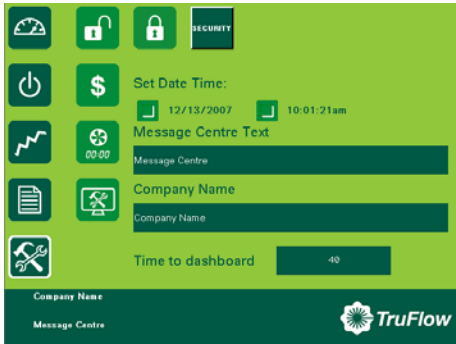 SECURITY
$
Set Date Time:
12/13/2007 10:01:21am
00:00
Message Centre Text
Message Centre
Company Name
Company Name
Time to dashboard 40
Company Name
Message Centre
TruFlow